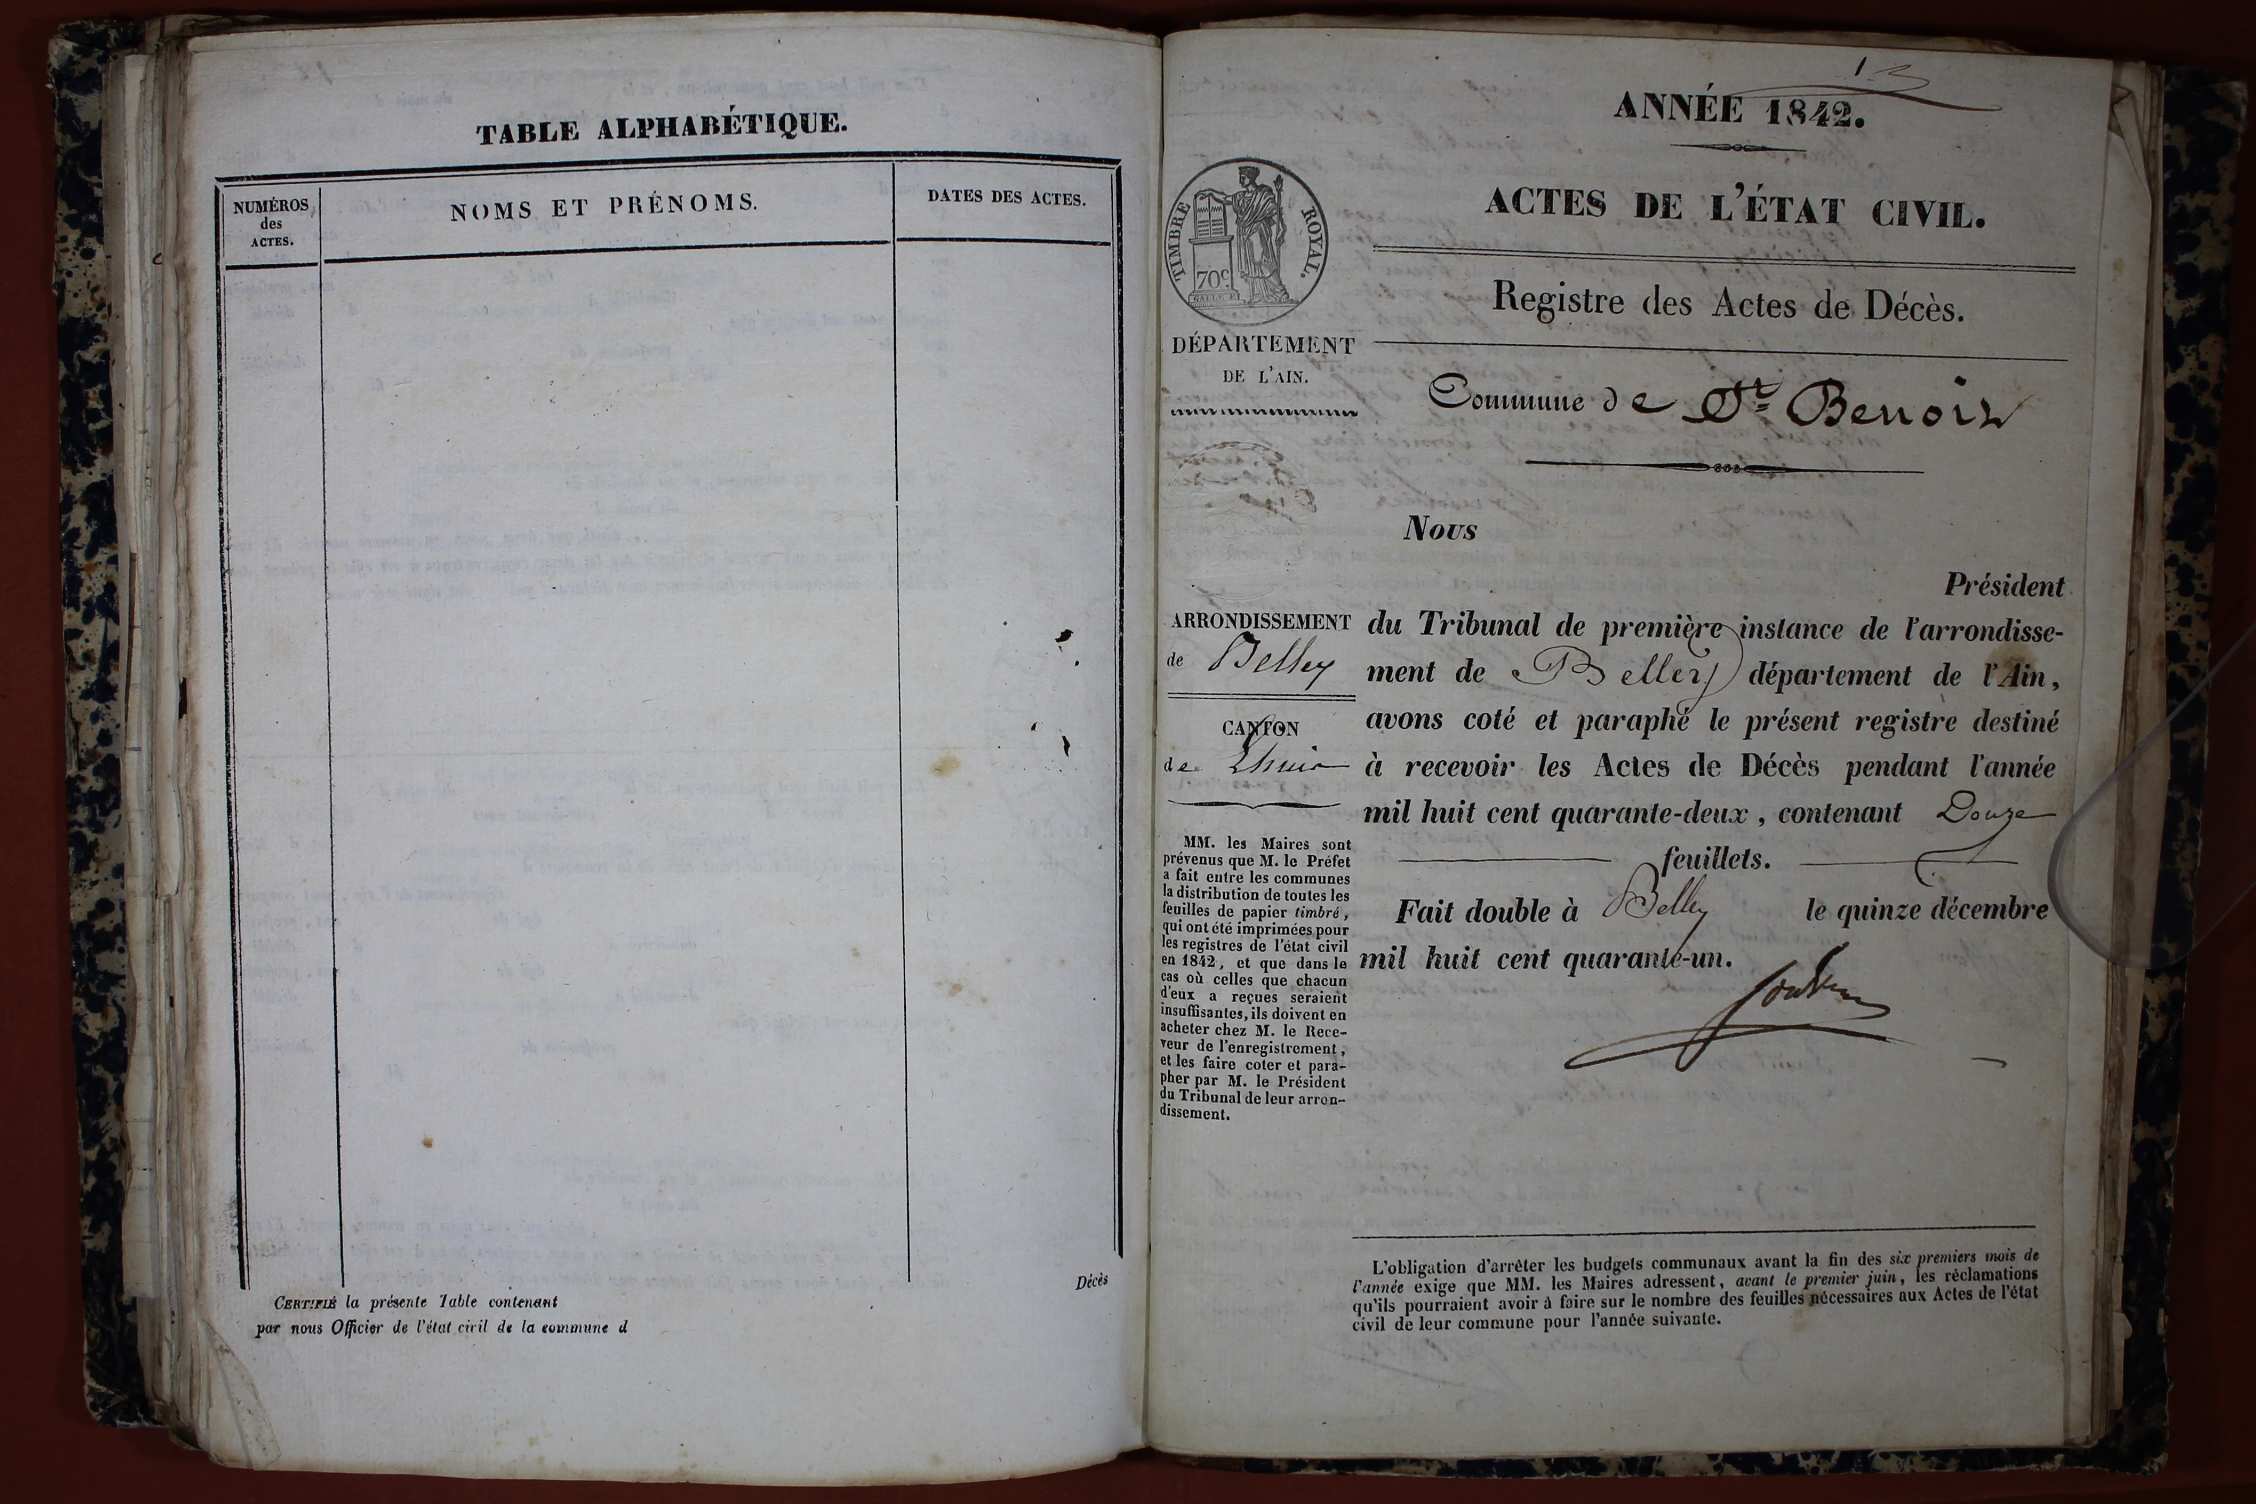 TABLE ALPHABÉTIQUE.
NUMÉROS
des
ACTES.
NOMS ET PRÉNOMS.
DATES DES ACTES.
Décès
CERTIFIÉ la présente Table contenant
par nous Officier de l'état civil de la commune d
1
ANNÉE 1842.
ACTES DE L'ÉTAT CIVIL.
Registre des Actes de Décès.
TIMBRE ROYAL.
70c.
DÉPARTEMENT
DE L'AIN.
Commune de St Benoit
Nous
Président
ARRONDISSEMENT
de Belley
CANTON
de Lhuis
du Tribunal de première instance de l'arrondisse-
ment de Belley département de l'Ain,
avons coté et paraphé le présent registre destiné
à recevoir les Actes de Décès pendant l'année
mil huit cent quarante-deux, contenant Douze
feuillets.
Fait double à Belley le quinze décembre
mil huit cent quarante-un.
MM. les Maires sont
prévenus que M. le Préfet
a fait entre les communes
la distribution de toutes les
feuilles de papier timbré,
qui ont été imprimées pour
les registres de l'état civil
en 1842, et que dans le
cas où celles que chacun
d'eux a reçues seraient
insuffisantes, ils doivent en
acheter chez M. le Rece-
veur de l'enregistrement,
et les faire coter et para-
pher par M. le Président
du Tribunal de leur arron-
dissement.
L'obligation d'arrêter les budgets communaux avant la fin des six premiers mois de
l'année exige que MM. les Maires adressent, avant le premier juin, les réclamations
qu'ils pourraient avoir à faire sur le nombre des feuilles nécessaires aux Actes de l'état
civil de leur commune pour l'année suivante.